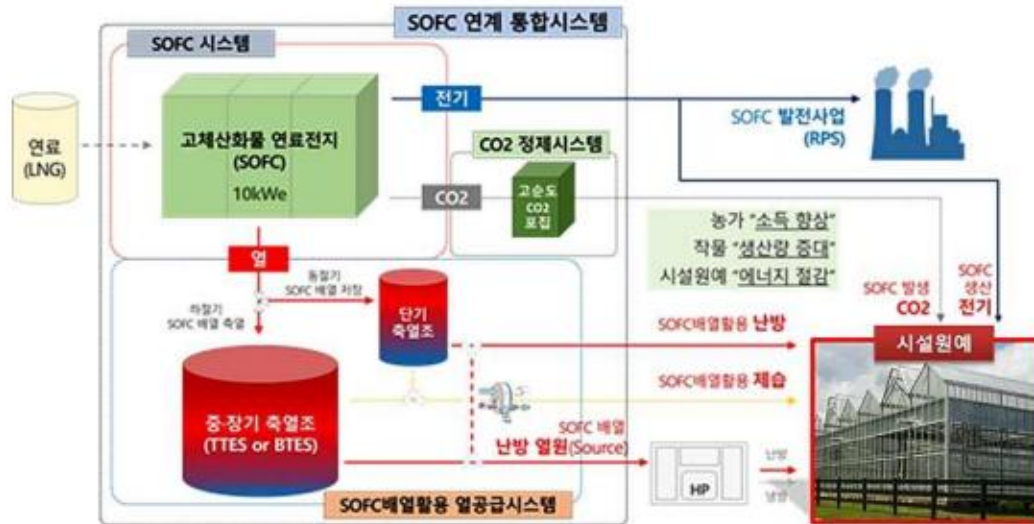 SOFC 연계 통합시스템
SOFC 시스템
연료
(LNG)
고체산화물 연료전지
(SOFC)
10kWe
전기
SOFC 발전사업
(RPS)
CO2 정제시스템
CO2
고순도
CO2
포집
농가 "소득 향상"
작물 "생산량 증대"
시설원예 "에너지 절감"
열
동절기
SOFC 배열 저장
하절기
SOFC 배열 축열
단기
축열조
SOFC 발생
CO2
SOFC
생산
전기
시설원예
SOFC배열활용 난방
SOFC배열활용 제습
중·장기 축열조
(TTES or BTES)
SOFC 배열
난방 열원(Source)
HP
난방
냉방
SOFC배열활용 열공급시스템